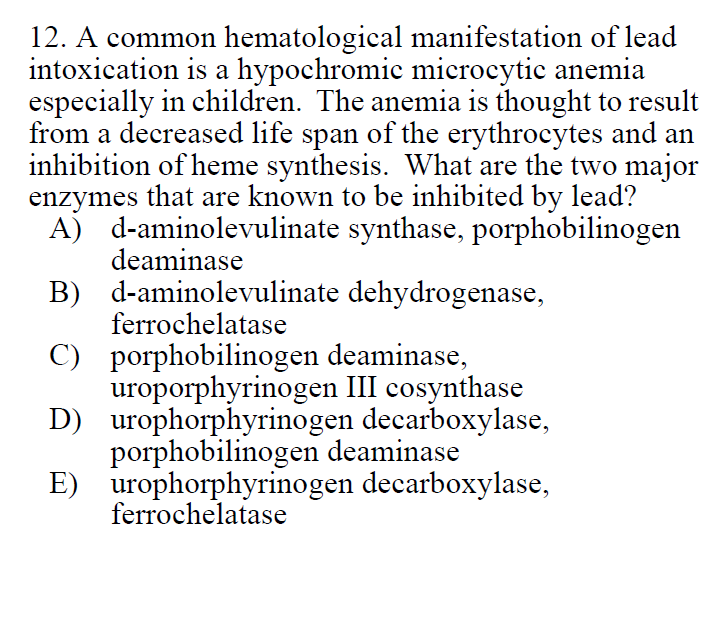 12. A common hematological manifestation of lead
intoxication is a hypochromic microcytic anemia
especially in children.  The anemia is thought to result
from a decreased life span of the erythrocytes and an
inhibition of heme synthesis.  What are the two major
enzymes that are known to be inhibited by lead?
A) d-aminolevulinate synthase, porphobilinogen
deaminase
B) d-aminolevulinate dehydrogenase,
ferrochelatase
C) porphobilinogen deaminase,
uroporphyrinogen III cosynthase
D) urophorphyrinogen decarboxylase,
porphobilinogen deaminase
E) urophorphyrinogen decarboxylase,
ferrochelatase